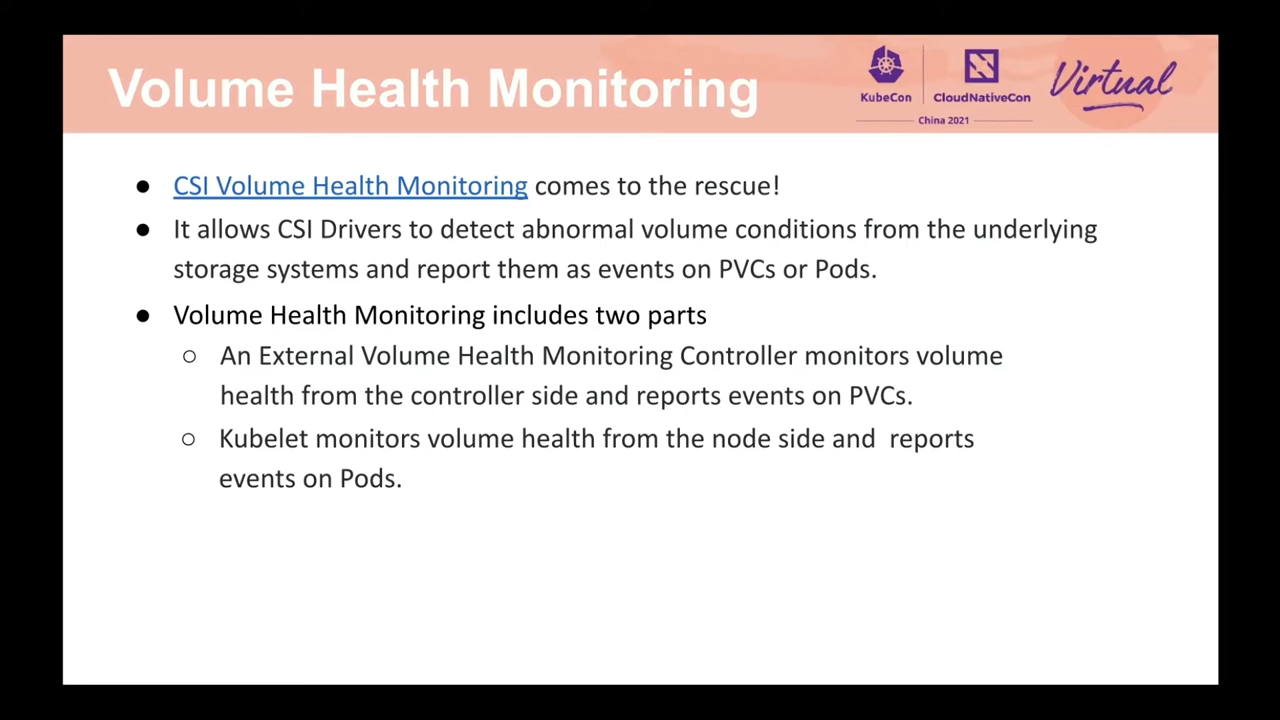 Volume Health Monitoring
KubeCon
CloudNativeCon
China 2021
Virtual
● CSI Volume Health Monitoring comes to the rescue!
● It allows CSI Drivers to detect abnormal volume conditions from the underlying
storage systems and report them as events on PVCs or Pods.
● Volume Health Monitoring includes two parts
○ An External Volume Health Monitoring Controller monitors volume
health from the controller side and reports events on PVCs.
○ Kubelet monitors volume health from the node side and  reports
events on Pods.